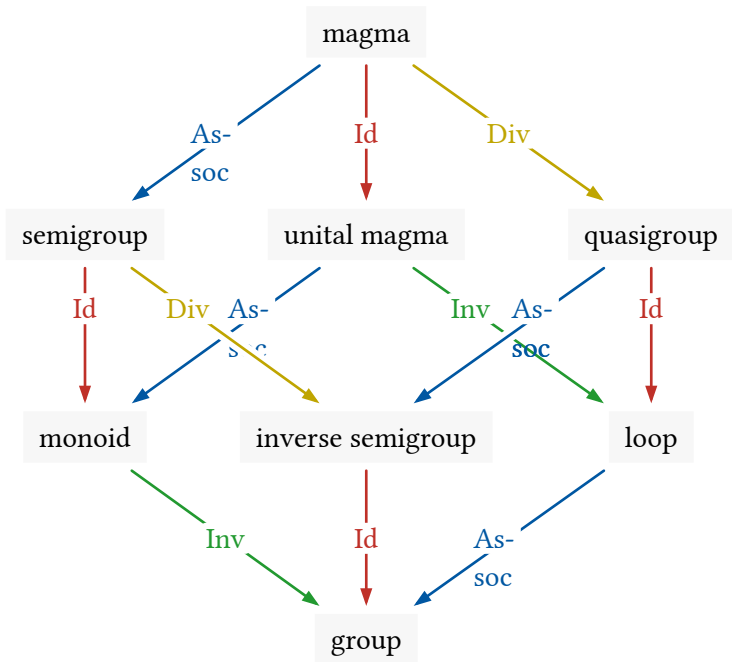 magma
As-
soc
Id
Div
semigroup
unital magma
quasigroup
Id
Div
As-
soc
Inv
As-
soc
Id
monoid
inverse semigroup
loop
Inv
Id
As-
soc
group